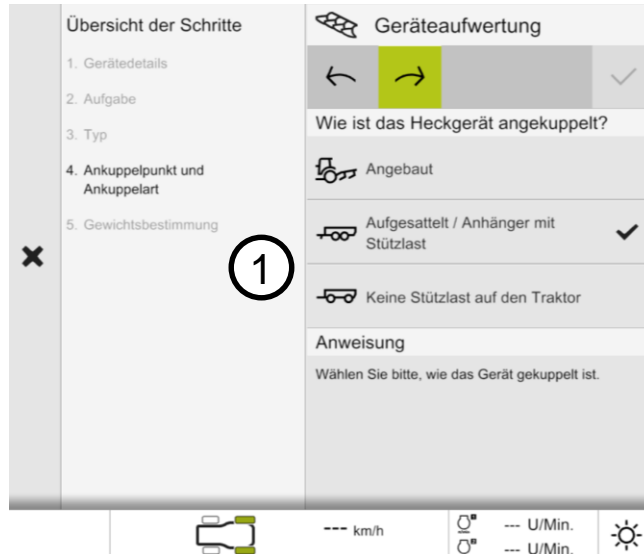 Übersicht der Schritte
1. Gerätedetails
2. Aufgabe
3. Typ
4. Ankuppelpunkt und
Ankuppelart
5. Gewichtsbestimmung
1
Geräteaufwertung
Wie ist das Heckgerät angekuppelt?
Angebaut
Aufgesattelt / Anhänger mit
Stützlast
Keine Stützlast auf den Traktor
Anweisung
Wählen Sie bitte, wie das Gerät gekuppelt ist.
--- km/h
--- U/Min.
--- U/Min.